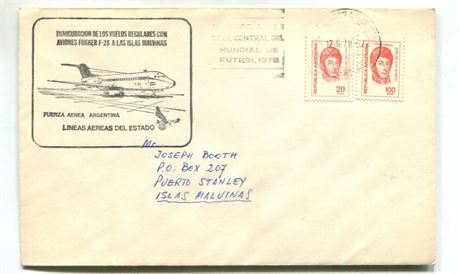 INAUGURACION DE LOS VUELOS REGULARES CON
AVIONES FOKKER F-28 A LAS ISLAS MALVINAS
FUERZA AEREA ARGENTINA
LINEAS AEREAS DEL ESTADO
SEDE CENTRAL DEL
MUNDIAL DE
FUTBOL 1978
REPUBLICA ARGENTINA
20
REPUBLICA ARGENTINA
100
Mr.
JOSEPH BOOTH
P.O. BOX 207
PUERTO STANLEY
ISLAS MALVINAS